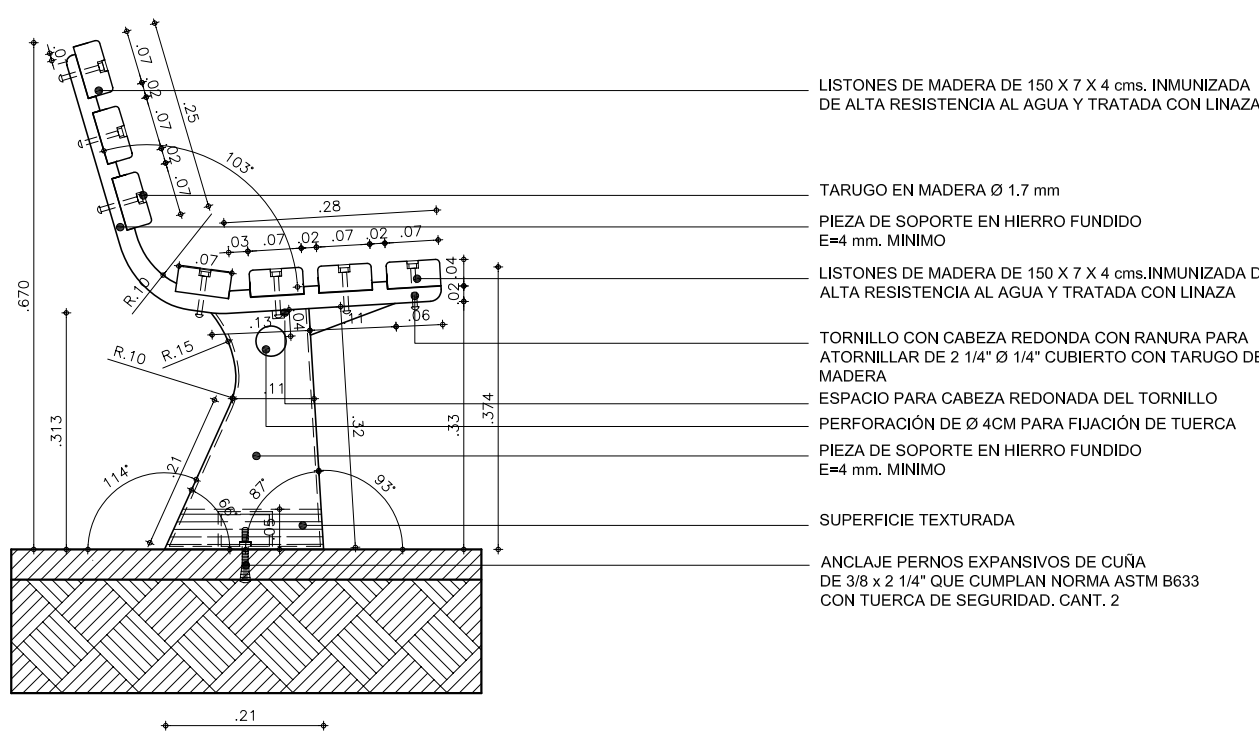 LISTONES DE MADERA DE 150 X 7 X 4 cms. INMUNIZADA
DE ALTA RESISTENCIA AL AGUA Y TRATADA CON LINAZA
TARUGO EN MADERA Ø 1.7 mm
PIEZA DE SOPORTE EN HIERRO FUNDIDO
E=4 mm. MINIMO
LISTONES DE MADERA DE 150 X 7 X 4 cms.INMUNIZADA D
ALTA RESISTENCIA AL AGUA Y TRATADA CON LINAZA
TORNILLO CON CABEZA REDONDA CON RANURA PARA
ATORNILLAR DE 2 1/4" Ø 1/4" CUBIERTO CON TARUGO DE
MADERA
ESPACIO PARA CABEZA REDONADA DEL TORNILLO
PERFORACIÓN DE Ø 4CM PARA FIJACIÓN DE TUERCA
PIEZA DE SOPORTE EN HIERRO FUNDIDO
E=4 mm. MINIMO
SUPERFICIE TEXTURADA
ANCLAJE PERNOS EXPANSIVOS DE CUÑA
DE 3/8 x 2 1/4" QUE CUMPLAN NORMA ASTM B633
CON TUERCA DE SEGURIDAD. CANT. 2
.07
.02
.07
.02
.07
.25
103°
.28
.03
.07
.02
.07
.02
.07
.07
.04
.02
R.10
.670
.13
.04
.11
.06
R.10
R.15
.11
.313
.32
.33
.374
.21
114°
66°
87°
93°
.05
.21